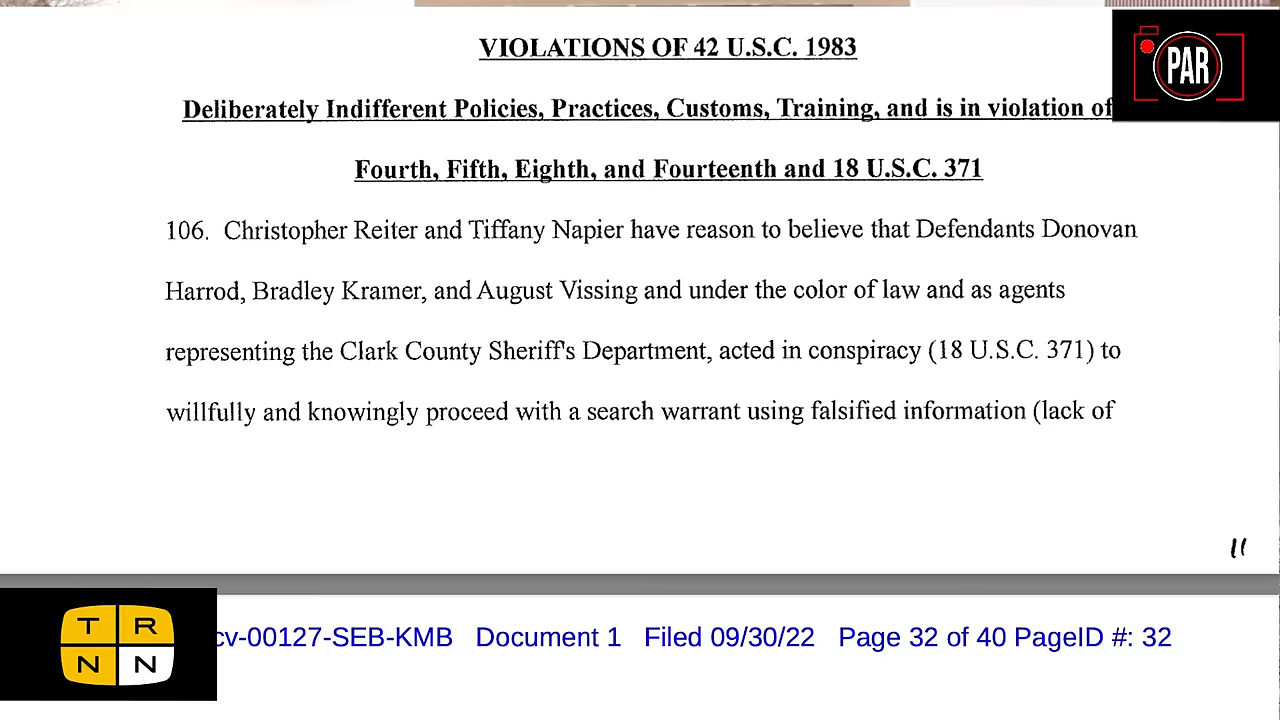 VIOLATIONS OF 42 U.S.C. 1983
PAR
Deliberately Indifferent Policies, Practices, Customs, Training, and is in violation of
Fourth, Fifth, Eighth, and Fourteenth and 18 U.S.C. 371
106. Christopher Reiter and Tiffany Napier have reason to believe that Defendants Donovan
Harrod, Bradley Kramer, and August Vissing and under the color of law and as agents
representing the Clark County Sheriff's Department, acted in conspiracy (18 U.S.C. 371) to
willfully and knowingly proceed with a search warrant using falsified information (lack of
11
cv-00127-SEB-KMB Document 1 Filed 09/30/22 Page 32 of 40 PageID #: 32
T R
N N